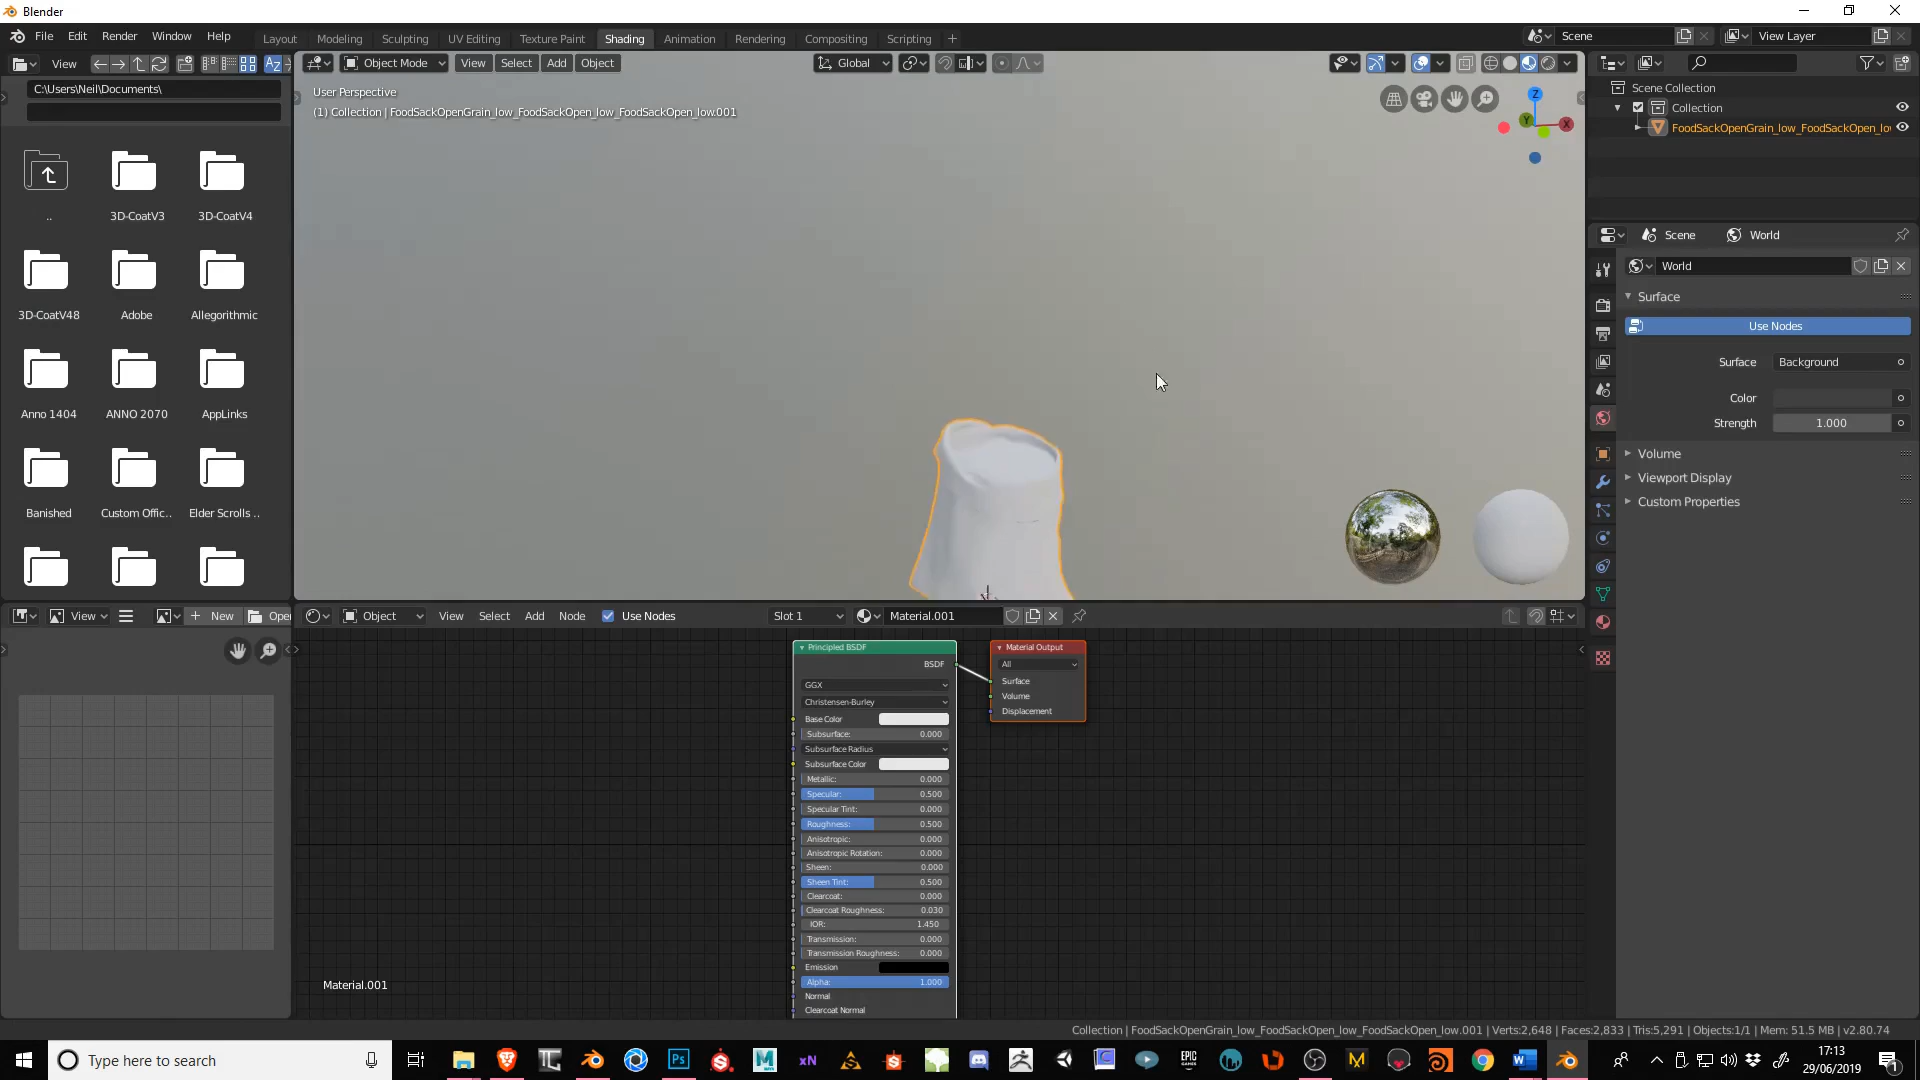 Blender
File Edit Render Window Help
Layout Modeling Sculpting UV Editing Texture Paint Shading Animation Rendering Compositing Scripting +
Scene
View Layer
View
Object Mode View Select Add Object
Global
C:\Users\Neil\Documents\
User Perspective
(1) Collection | FoodSackOpenGrain_low_FoodSackOpen_low_FoodSackOpen_low.001
Z
Y
X
Scene Collection
Collection
FoodSackOpenGrain_low_FoodSackOpen_lo
..
3D-CoatV3
3D-CoatV4
3D-CoatV48
Adobe
Allegorithmic
Anno 1404
ANNO 2070
AppLinks
Banished
Custom Offic..
Elder Scrolls ..
Scene
World
World
Surface
Use Nodes
Surface
Background
Color
Strength
1.000
Volume
Viewport Display
Custom Properties
View
New
Open
Object View Select Add Node Use Nodes
Slot 1
Material.001
Principled BSDF
BSDF
GGX
Christensen-Burley
Base Color
Subsurface: 0.000
Subsurface Radius
Subsurface Color
Metallic: 0.000
Specular: 0.500
Specular Tint: 0.000
Roughness: 0.500
Anisotropic: 0.000
Anisotropic Rotation: 0.000
Sheen: 0.000
Sheen Tint: 0.500
Clearcoat: 0.000
Clearcoat Roughness: 0.030
IOR: 1.450
Transmission: 0.000
Transmission Roughness: 0.000
Emission
Alpha: 1.000
Normal
Clearcoat Normal
Material Output
All
Surface
Volume
Displacement
Material.001
Collection | FoodSackOpenGrain_low_FoodSackOpen_low_FoodSackOpen_low.001 | Verts:2,648 | Faces:2,833 | Tris:5,291 | Objects:1/1 | Mem: 51.5 MB | v2.80.74
Type here to search
17:13
29/06/2019